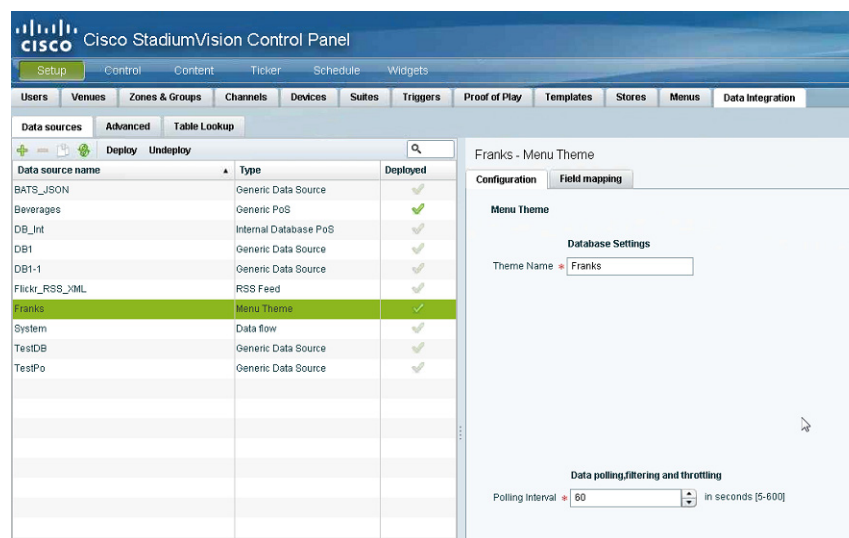 CISCO Cisco StadiumVision Control Panel
Setup Control Content Ticker Schedule Widgets
Users Venues Zones & Groups Channels Devices Suites Triggers Proof of Play Templates Stores Menus Data Integration
Data sources Advanced Table Lookup
Deploy Undeploy
Data source name Type Deployed
BATS_JSON Generic Data Source
Beverages Generic PoS
DB_Int Internal Database PoS
DB1 Generic Data Source
DB1-1 Generic Data Source
Flickr_RSS_XML RSS Feed
Franks Menu Theme
System Data flow
TestDB Generic Data Source
TestPo Generic Data Source
Franks - Menu Theme
Configuration Field mapping
Menu Theme
Database Settings
Theme Name * Franks
Data polling,filtering and throttling
Polling Interval * 60 in seconds [5-600]